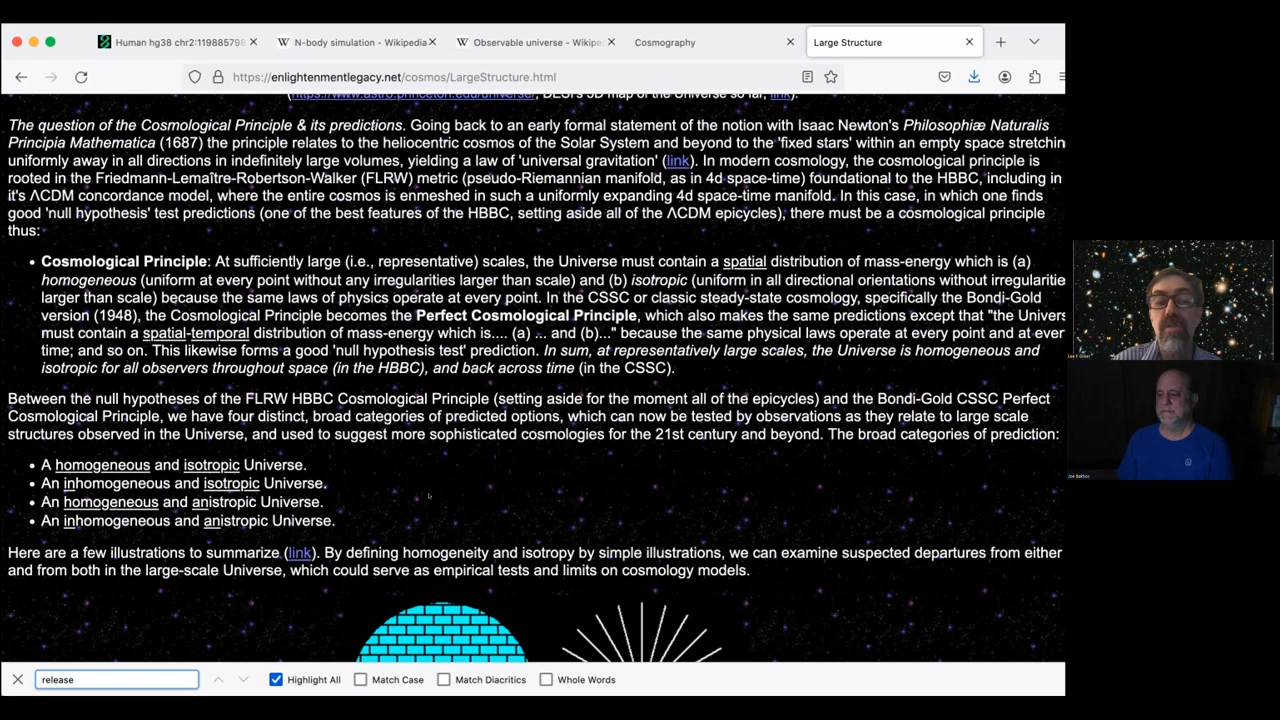 Human hg38 chr2:119885798
N-body simulation - Wikipedia
Observable universe - Wikipe
Cosmography
Large Structure
https://enlightenmentlegacy.net/cosmos/LargeStructure.html
(https://www.astro.princeton.edu/universe/, DESI's 3D map of the Universe so far, link).
The question of the Cosmological Principle & its predictions. Going back to an early formal statement of the notion with Isaac Newton's Philosophiæ Naturalis
Principia Mathematica (1687) the principle relates to the heliocentric cosmos of the Solar System and beyond to the 'fixed stars' within an empty space stretchin
uniformly away in all directions in indefinitely large volumes, yielding a law of 'universal gravitation' (link). In modern cosmology, the cosmological principle is
rooted in the Friedmann-Lemaître-Robertson-Walker (FLRW) metric (pseudo-Riemannian manifold, as in 4d space-time) foundational to the HBBC, including in
it's ΛCDM concordance model, where the entire cosmos is enmeshed in such a uniformly expanding 4d space-time manifold. In this case, in which one finds
good 'null hypothesis' test predictions (one of the best features of the HBBC, setting aside all of the ΛCDM epicycles), there must be a cosmological principle
thus:
• Cosmological Principle: At sufficiently large (i.e., representative) scales, the Universe must contain a spatial distribution of mass-energy which is (a)
homogeneous (uniform at every point without any irregularities larger than scale) and (b) isotropic (uniform in all directional orientations without irregularitie
larger than scale) because the same laws of physics operate at every point. In the CSSC or classic steady-state cosmology, specifically the Bondi-Gold
version (1948), the Cosmological Principle becomes the Perfect Cosmological Principle, which also makes the same predictions except that "the Univers
must contain a spatial-temporal distribution of mass-energy which is.... (a) ... and (b)..." because the same physical laws operate at every point and at ever
time; and so on. This likewise forms a good 'null hypothesis test' prediction. In sum, at representatively large scales, the Universe is homogeneous and
isotropic for all observers throughout space (in the HBBC), and back across time (in the CSSC).
Between the null hypotheses of the FLRW HBBC Cosmological Principle (setting aside for the moment all of the epicycles) and the Bondi-Gold CSSC Perfect
Cosmological Principle, we have four distinct, broad categories of predicted options, which can now be tested by observations as they relate to large scale
structures observed in the Universe, and used to suggest more sophisticated cosmologies for the 21st century and beyond. The broad categories of prediction:
• A homogeneous and isotropic Universe.
• An inhomogeneous and isotropic Universe.
• An homogeneous and anistropic Universe.
• An inhomogeneous and anistropic Universe.
Here are a few illustrations to summarize (link). By defining homogeneity and isotropy by simple illustrations, we can examine suspected departures from either
and from both in the large-scale Universe, which could serve as empirical tests and limits on cosmology models.
release
Highlight All
Match Case
Match Diacritics
Whole Words
Joe Bakhos